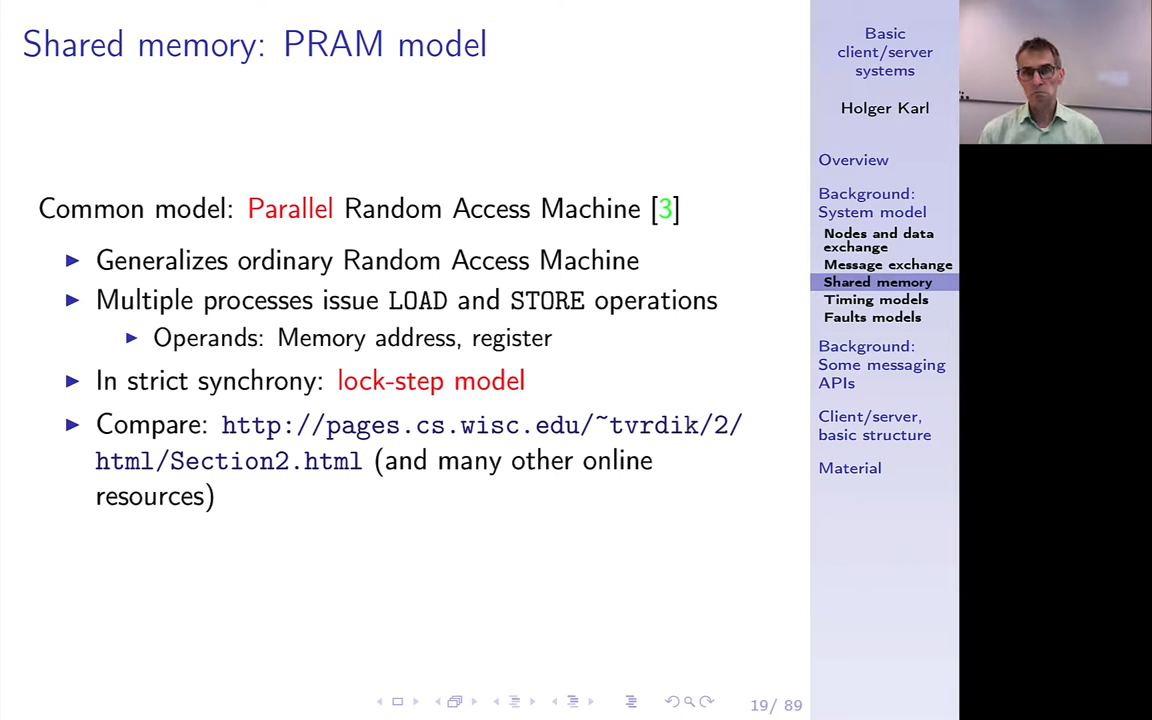 Shared memory: PRAM model
Common model: Parallel Random Access Machine [3]
Generalizes ordinary Random Access Machine
Multiple processes issue LOAD and STORE operations
Operands: Memory address, register
In strict synchrony: lock-step model
Compare: http://pages.cs.wisc.edu/~tvrdik/2/
html/Section2.html (and many other online
resources)
19/ 89
Basic
client/server
systems
Holger Karl
Overview
Background:
System model
Nodes and data
exchange
Message exchange
Shared memory
Timing models
Faults models
Background:
Some messaging
APIs
Client/server,
basic structure
Material